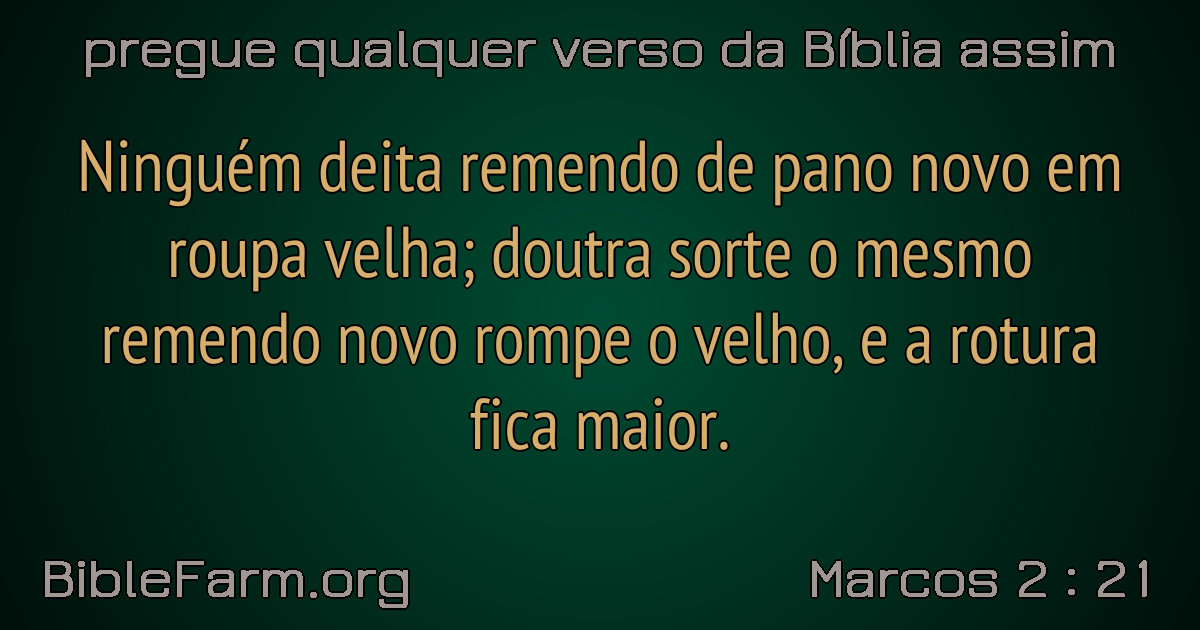 pregue qualquer verso da Bíblia assim
Ninguém deita remendo de pano novo em
roupa velha; doutra sorte o mesmo
remendo novo rompe o velho, e a rotura
fica maior.
BibleFarm.org
Marcos 2 : 21